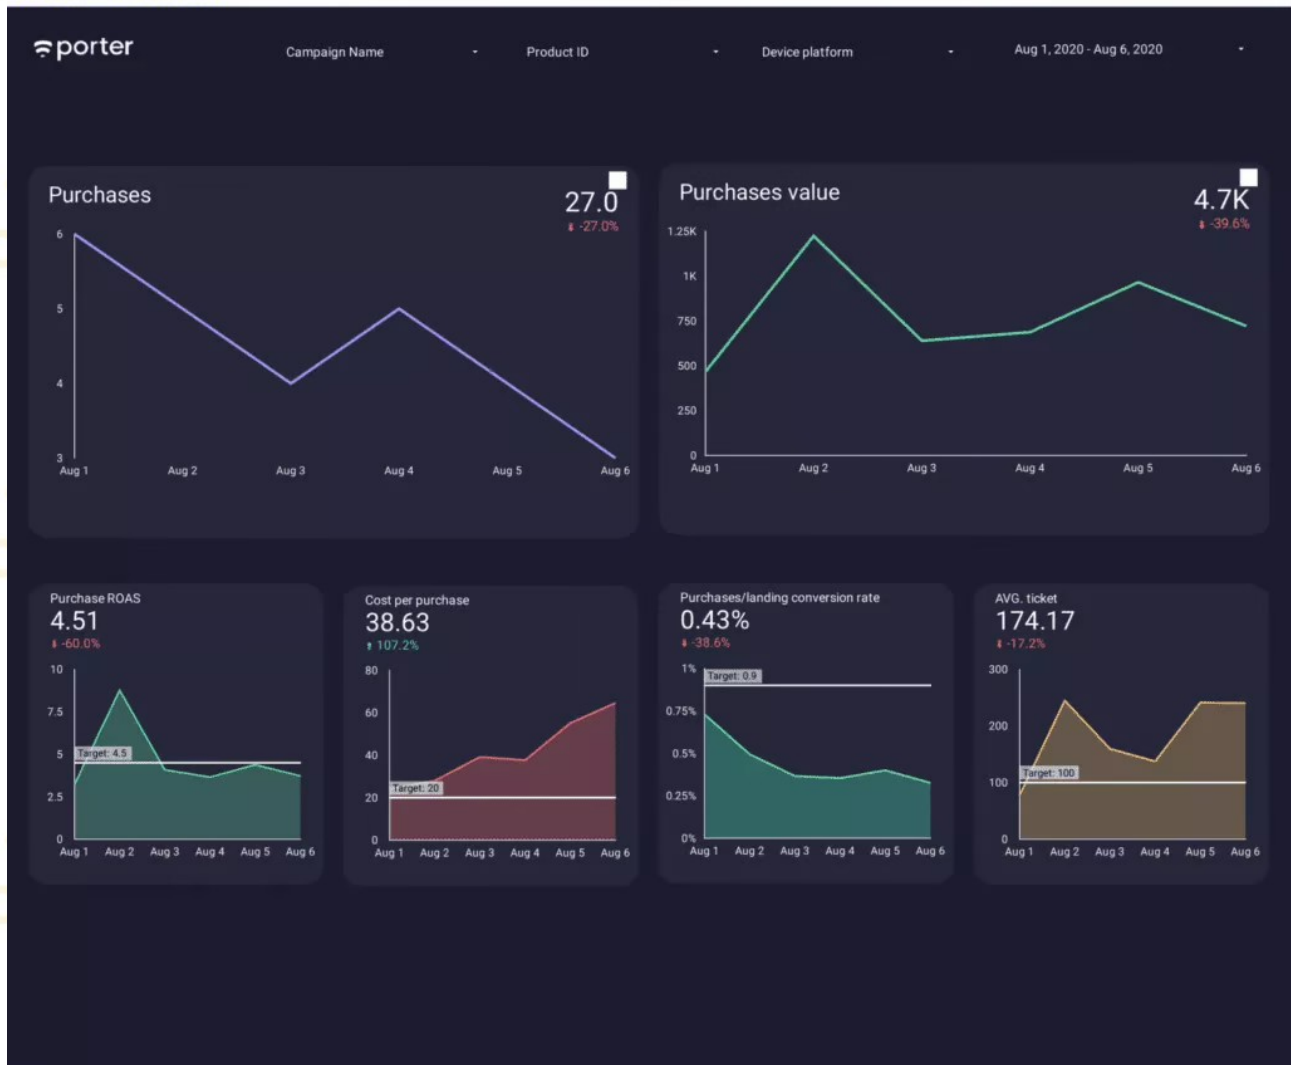 porter
Campaign Name
Product ID
Device platform
Aug 1, 2020 - Aug 6, 2020
Purchases
27.0
-27.0%
6
5
4
3
Aug 1 Aug 2 Aug 3 Aug 4 Aug 5 Aug 6
Purchases value
4.7K
-39.6%
1.25K
1K
750
500
250
0
Aug 1 Aug 2 Aug 3 Aug 4 Aug 5 Aug 6
Purchase ROAS
4.51
-60.0%
10
7.5
5
2.5
0
Target: 4.5
Aug 1 Aug 2 Aug 3 Aug 4 Aug 5 Aug 6
Cost per purchase
38.63
107.2%
80
60
40
20
0
Target: 20
Aug 1 Aug 2 Aug 3 Aug 4 Aug 5 Aug 6
Purchases/landing conversion rate
0.43%
-38.6%
1%
0.75%
0.5%
0.25%
0%
Target: 0.9
Aug 1 Aug 2 Aug 3 Aug 4 Aug 5 Aug 6
AVG. ticket
174.17
-17.2%
300
200
100
0
Target: 100
Aug 1 Aug 2 Aug 3 Aug 4 Aug 5 Aug 6